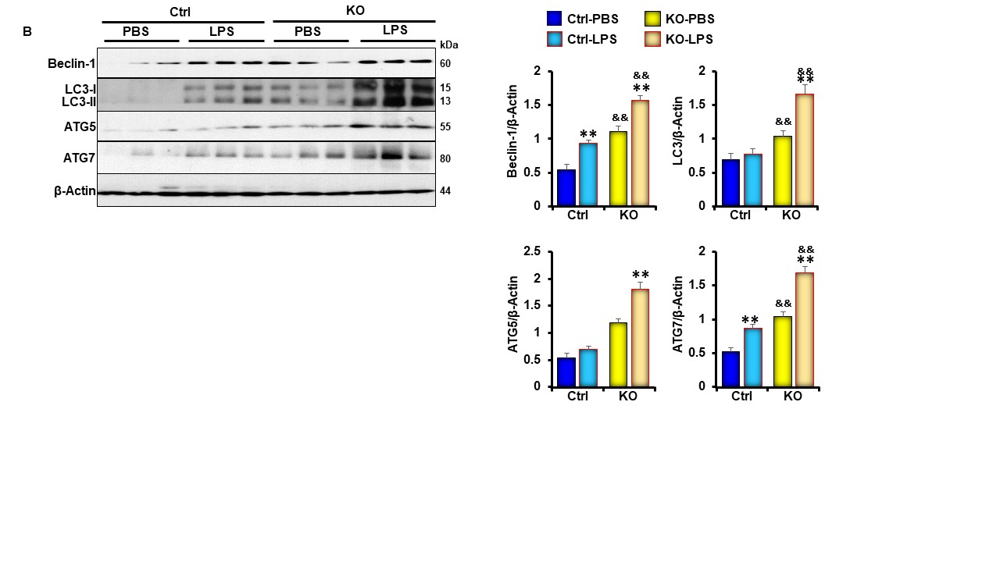 B
Ctrl KO
PBS LPS PBS LPS
kDa
Beclin-1 60
LC3-I 15
LC3-II 13
ATG5 55
ATG7 80
β-Actin 44
Ctrl-PBS KO-PBS
Ctrl-LPS KO-LPS
Beclin-1/β-Actin
2
1.5
1
0.5
0
**
&&
&&
**
Ctrl KO
LC3/β-Actin
2
1.5
1
0.5
0
&&
&&
**
Ctrl KO
ATG5/β-Actin
2.5
2
1.5
1
0.5
0
**
Ctrl KO
ATG7/β-Actin
2
1.5
1
0.5
0
**
&&
&&
**
Ctrl KO